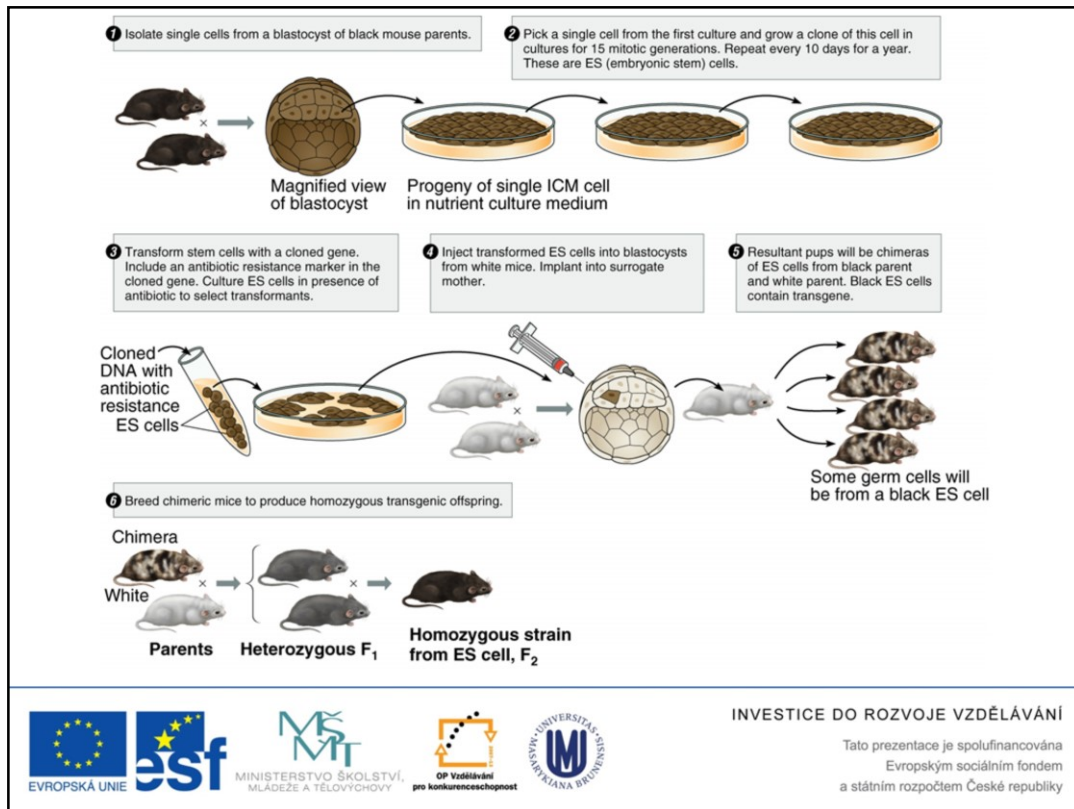 1 Isolate single cells from a blastocyst of black mouse parents.
2 Pick a single cell from the first culture and grow a clone of this cell in
cultures for 15 mitotic generations. Repeat every 10 days for a year.
These are ES (embryonic stem) cells.
×
Magnified view
of blastocyst
Progeny of single ICM cell
in nutrient culture medium
3 Transform stem cells with a cloned gene.
Include an antibiotic resistance marker in the
cloned gene. Culture ES cells in presence of
antibiotic to select transformants.
4 Inject transformed ES cells into blastocysts
from white mice. Implant into surrogate
mother.
5 Resultant pups will be chimeras
of ES cells from black parent
and white parent. Black ES cells
contain transgene.
Cloned
DNA with
antibiotic
resistance
ES cells
×
Some germ cells will
be from a black ES cell
6 Breed chimeric mice to produce homozygous transgenic offspring.
Chimera
×
White
Parents
×
Heterozygous F₁
Homozygous strain
from ES cell, F₂
EVROPSKÁ UNIE
esf
MŠMT
MINISTERSTVO ŠKOLSTVÍ,
MLÁDEŽE A TĚLOVÝCHOVY
OP Vzdělávání
pro konkurenceschopnost
UNIVERSITAS
MASARYKIANA BRUNENSIS
INVESTICE DO ROZVOJE VZDĚLÁVÁNÍ
Tato prezentace je spolufinancována
Evropským sociálním fondem
a státním rozpočtem České republiky